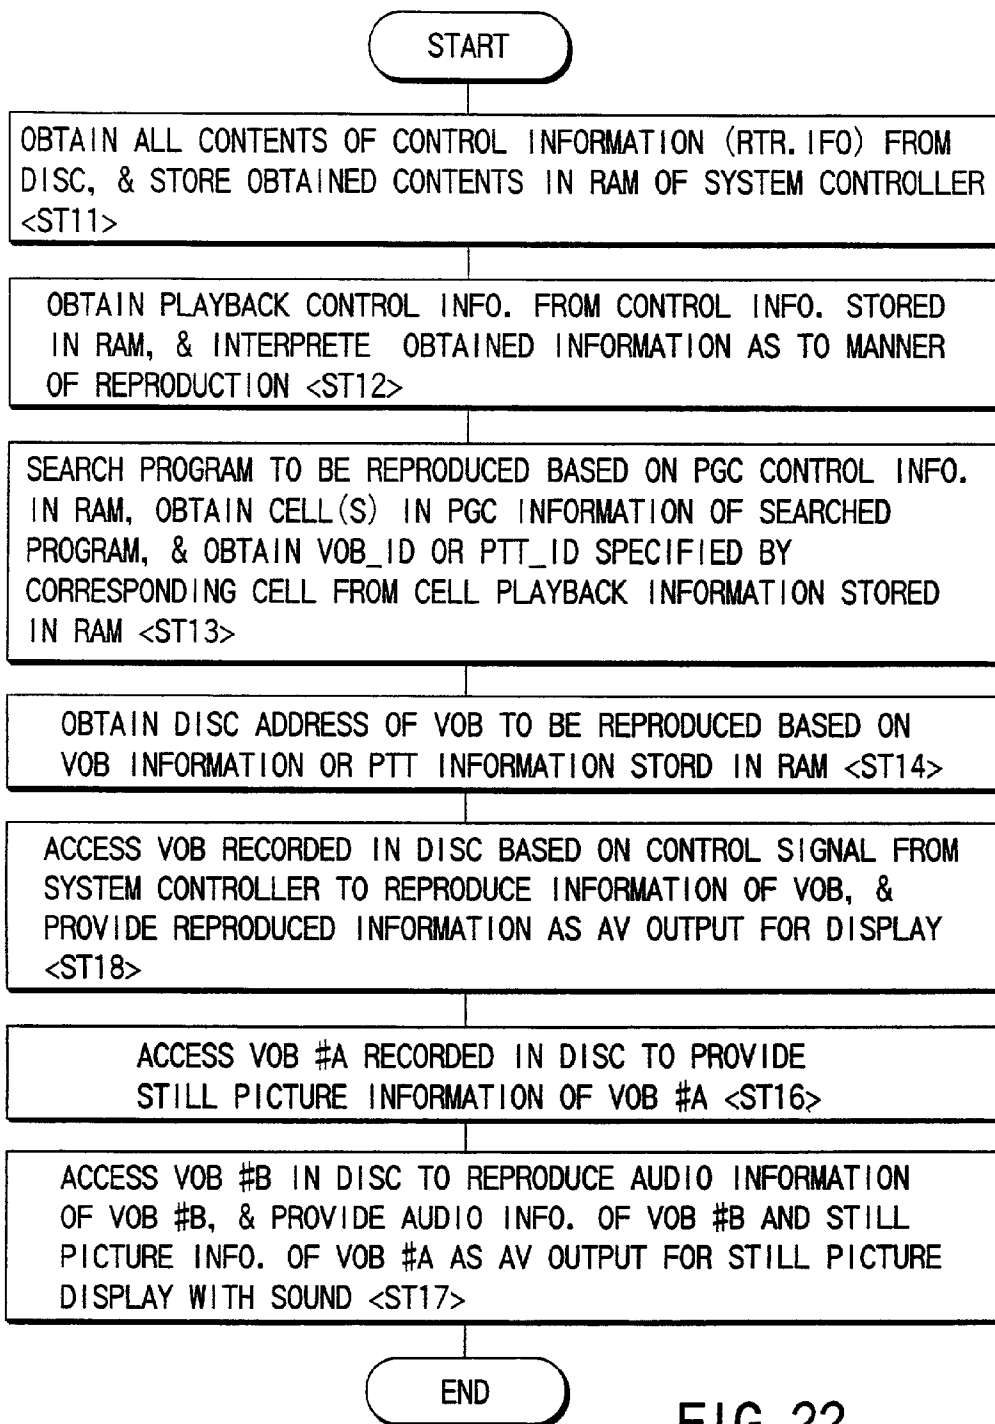 START
OBTAIN ALL CONTENTS OF CONTROL INFORMATION (RTR.IFO) FROM
DISC, & STORE OBTAINED CONTENTS IN RAM OF SYSTEM CONTROLLER
<ST11>
OBTAIN PLAYBACK CONTROL INFO. FROM CONTROL INFO. STORED
IN RAM, & INTERPRETE OBTAINED INFORMATION AS TO MANNER
OF REPRODUCTION <ST12>
SEARCH PROGRAM TO BE REPRODUCED BASED ON PGC CONTROL INFO.
IN RAM, OBTAIN CELL(S) IN PGC INFORMATION OF SEARCHED
PROGRAM, & OBTAIN VOB_ID OR PTT_ID SPECIFIED BY
CORRESPONDING CELL FROM CELL PLAYBACK INFORMATION STORED
IN RAM <ST13>
OBTAIN DISC ADDRESS OF VOB TO BE REPRODUCED BASED ON
VOB INFORMATION OR PTT INFORMATION STORD IN RAM <ST14>
ACCESS VOB RECORDED IN DISC BASED ON CONTROL SIGNAL FROM
SYSTEM CONTROLLER TO REPRODUCE INFORMATION OF VOB, &
PROVIDE REPRODUCED INFORMATION AS AV OUTPUT FOR DISPLAY
<ST18>
ACCESS VOB #A RECORDED IN DISC TO PROVIDE
STILL PICTURE INFORMATION OF VOB #A <ST16>
ACCESS VOB #B IN DISC TO REPRODUCE AUDIO INFORMATION
OF VOB #B, & PROVIDE AUDIO INFO. OF VOB #B AND STILL
PICTURE INFO. OF VOB #A AS AV OUTPUT FOR STILL PICTURE
DISPLAY WITH SOUND <ST17>
END
FIG. 22